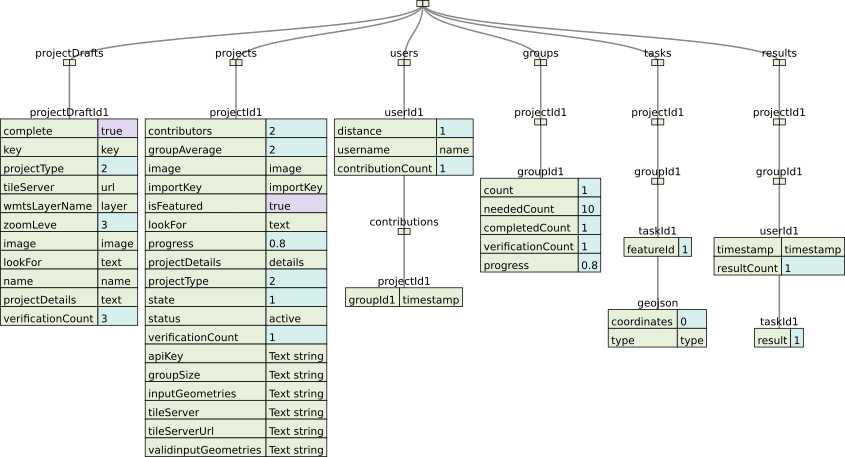 projectDrafts projects users groups tasks results
projectDraftId1
complete true
key key
projectType 2
tileServer url
wmtsLayerName layer
zoomLeve 3
image image
lookFor text
name name
projectDetails text
verificationCount 3
projectId1
contributors 2
groupAverage 2
image image
importKey importKey
isFeatured true
lookFor text
progress 0.8
projectDetails details
projectType 2
state 1
status active
verificationCount 1
apiKey Text string
groupSize Text string
inputGeometries Text string
tileServer Text string
tileServerUrl Text string
validinputGeometries Text string
userId1
distance 1
username name
contributionCount 1
contributions
projectId1
groupId1 timestamp
projectId1
groupId1
count 1
neededCount 10
completedCount 1
verificationCount 1
progress 0.8
projectId1
groupId1
taskId1
featureId 1
geojson
coordinates 0
type type
projectId1
groupId1
userId1
timestamp timestamp
resultCount 1
taskId1
result 1